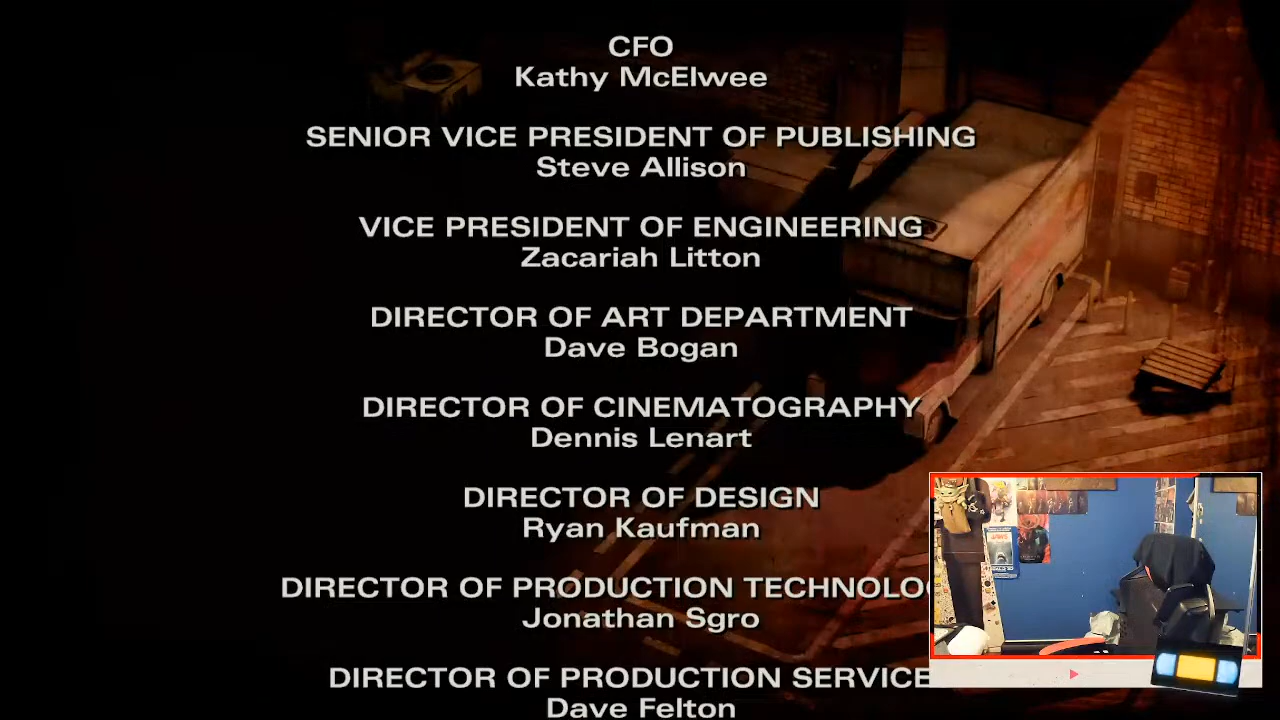 CFO
Kathy McElwee
SENIOR VICE PRESIDENT OF PUBLISHING
Steve Allison
VICE PRESIDENT OF ENGINEERING
Zacariah Litton
DIRECTOR OF ART DEPARTMENT
Dave Bogan
DIRECTOR OF CINEMATOGRAPHY
Dennis Lenart
DIRECTOR OF DESIGN
Ryan Kaufman
DIRECTOR OF PRODUCTION TECHNOLO
Jonathan Sgro
DIRECTOR OF PRODUCTION SERVICE
Dave Felton
JAWS